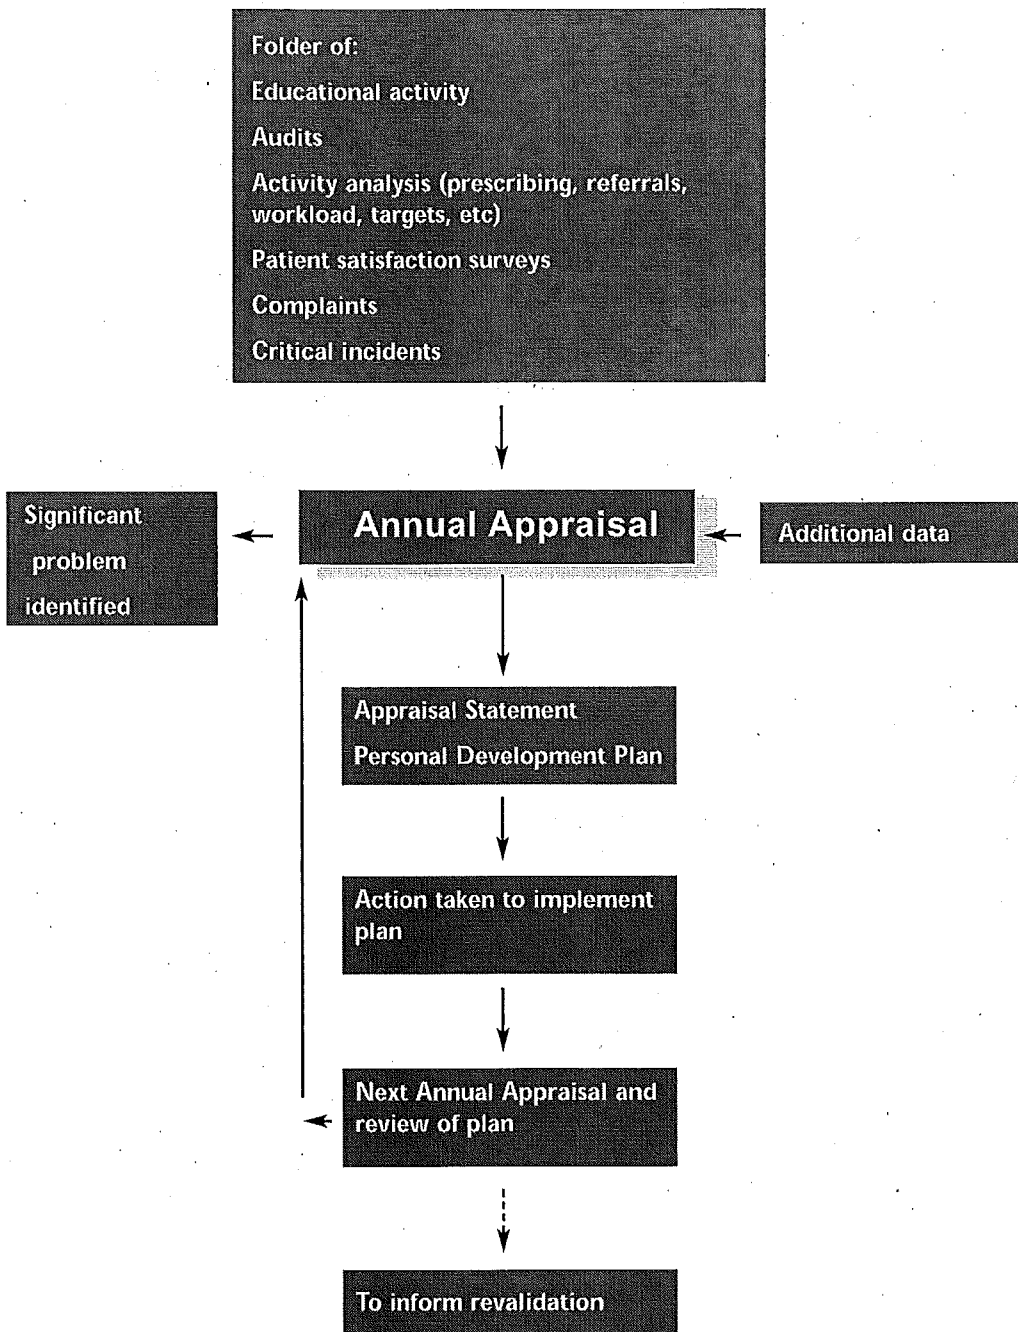 Folder of:
Educational activity
Audits
Activity analysis (prescribing, referrals,
workload, targets, etc)
Patient satisfaction surveys
Complaints
Critical incidents
Significant
problem
identified
Annual Appraisal
Additional data
Appraisal Statement
Personal Development Plan
Action taken to implement
plan
Next Annual Appraisal and
review of plan
To inform revalidation